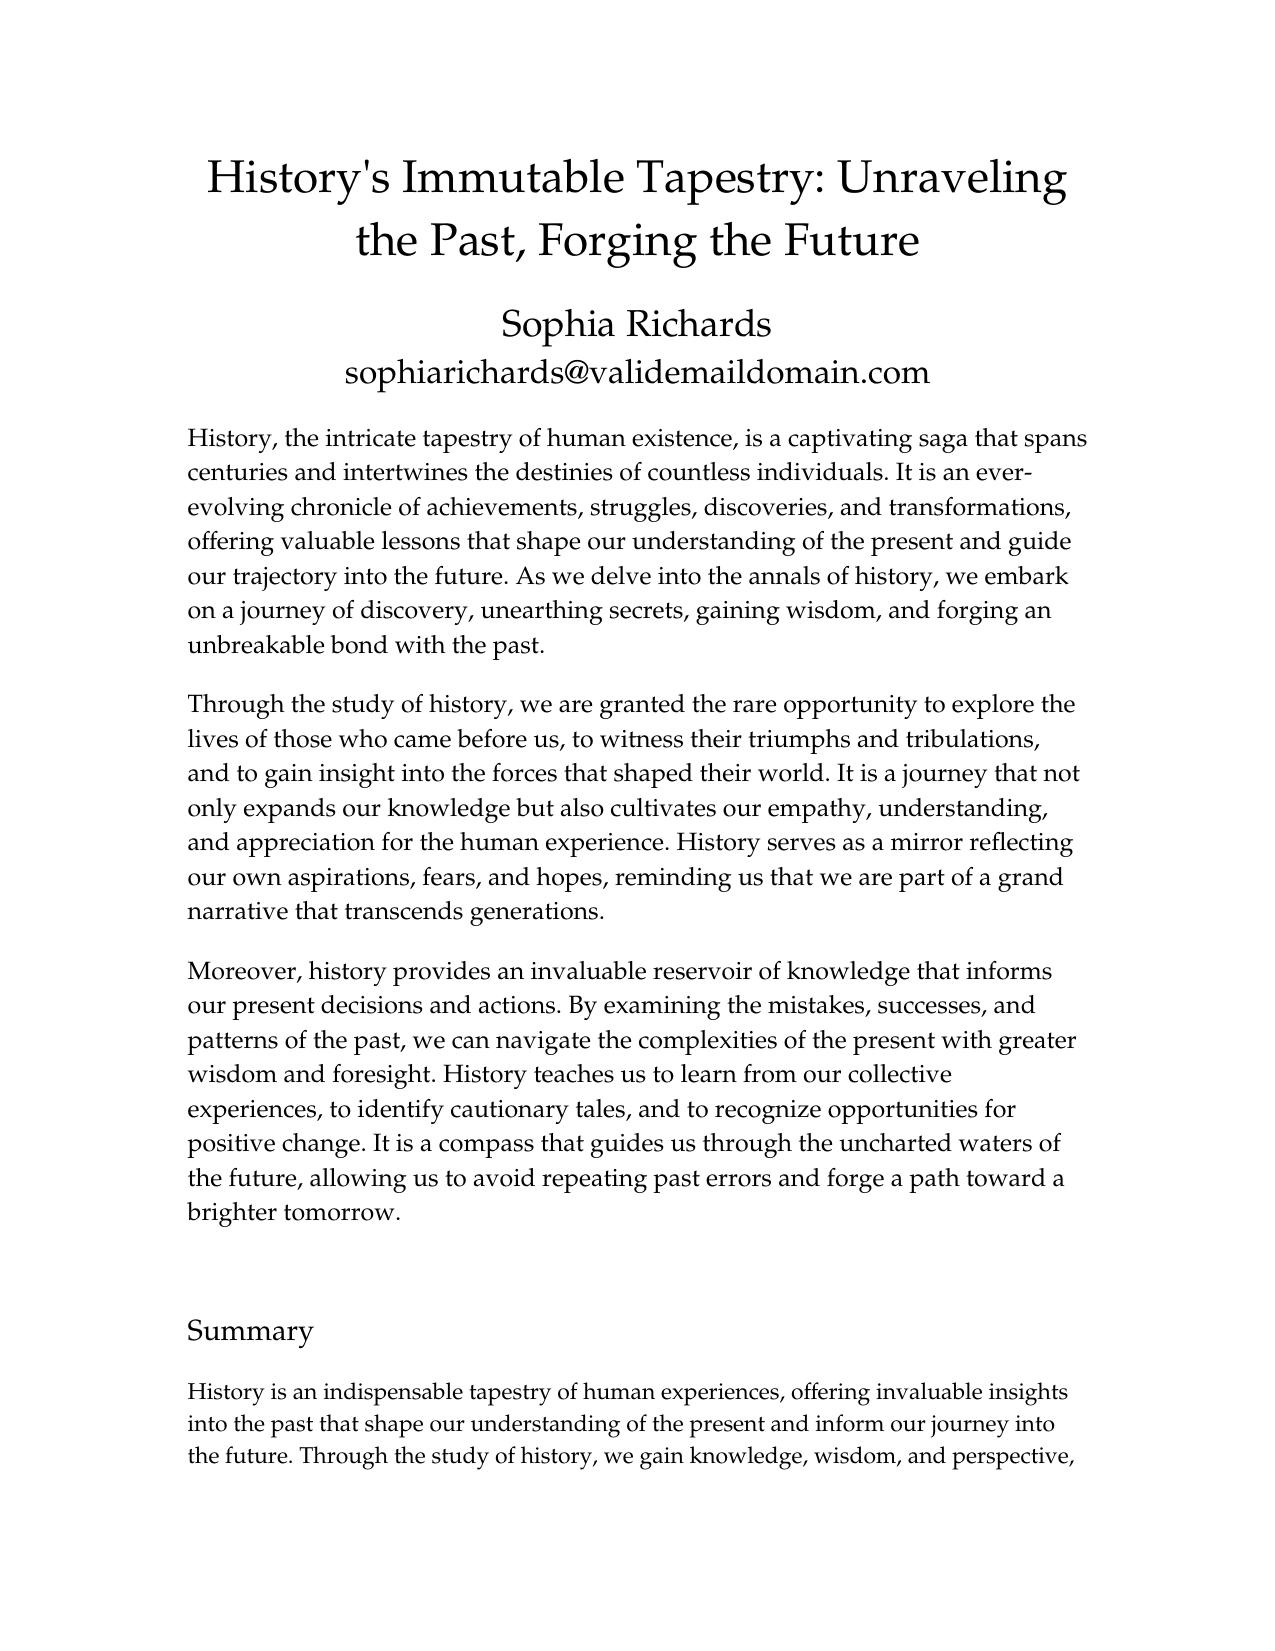 History's Immutable Tapestry: Unraveling
the Past, Forging the Future
Sophia Richards
sophiarichards@validemaildomain.com
History, the intricate tapestry of human existence, is a captivating saga that spans
centuries and intertwines the destinies of countless individuals. It is an ever-
evolving chronicle of achievements, struggles, discoveries, and transformations,
offering valuable lessons that shape our understanding of the present and guide
our trajectory into the future. As we delve into the annals of history, we embark
on a journey of discovery, unearthing secrets, gaining wisdom, and forging an
unbreakable bond with the past.
Through the study of history, we are granted the rare opportunity to explore the
lives of those who came before us, to witness their triumphs and tribulations,
and to gain insight into the forces that shaped their world. It is a journey that not
only expands our knowledge but also cultivates our empathy, understanding,
and appreciation for the human experience. History serves as a mirror reflecting
our own aspirations, fears, and hopes, reminding us that we are part of a grand
narrative that transcends generations.
Moreover, history provides an invaluable reservoir of knowledge that informs
our present decisions and actions. By examining the mistakes, successes, and
patterns of the past, we can navigate the complexities of the present with greater
wisdom and foresight. History teaches us to learn from our collective
experiences, to identify cautionary tales, and to recognize opportunities for
positive change. It is a compass that guides us through the uncharted waters of
the future, allowing us to avoid repeating past errors and forge a path toward a
brighter tomorrow.
Summary
History is an indispensable tapestry of human experiences, offering invaluable insights
into the past that shape our understanding of the present and inform our journey into
the future. Through the study of history, we gain knowledge, wisdom, and perspective,